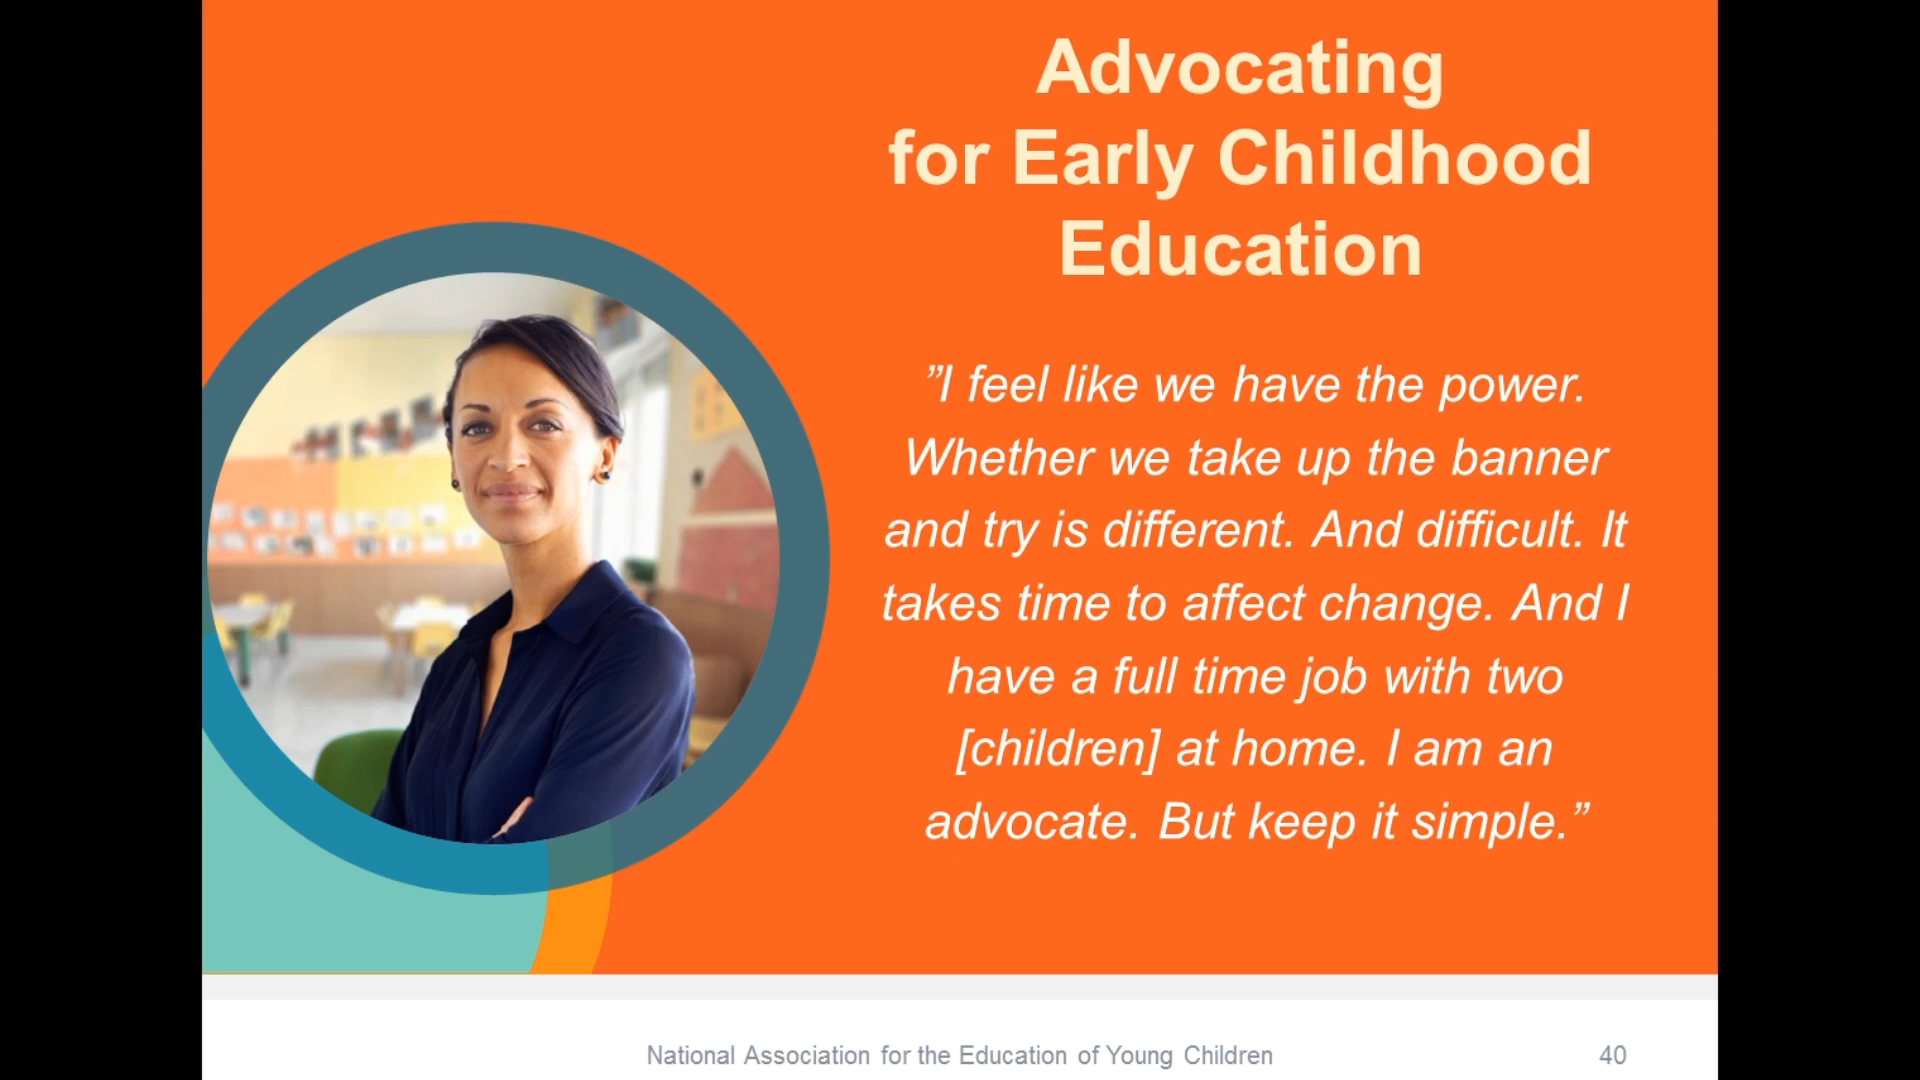 Advocating
for Early Childhood
Education
”I feel like we have the power.
Whether we take up the banner
and try is different. And difficult. It
takes time to affect change. And I
have a full time job with two
[children] at home. I am an
advocate. But keep it simple.”
National Association for the Education of Young Children
40